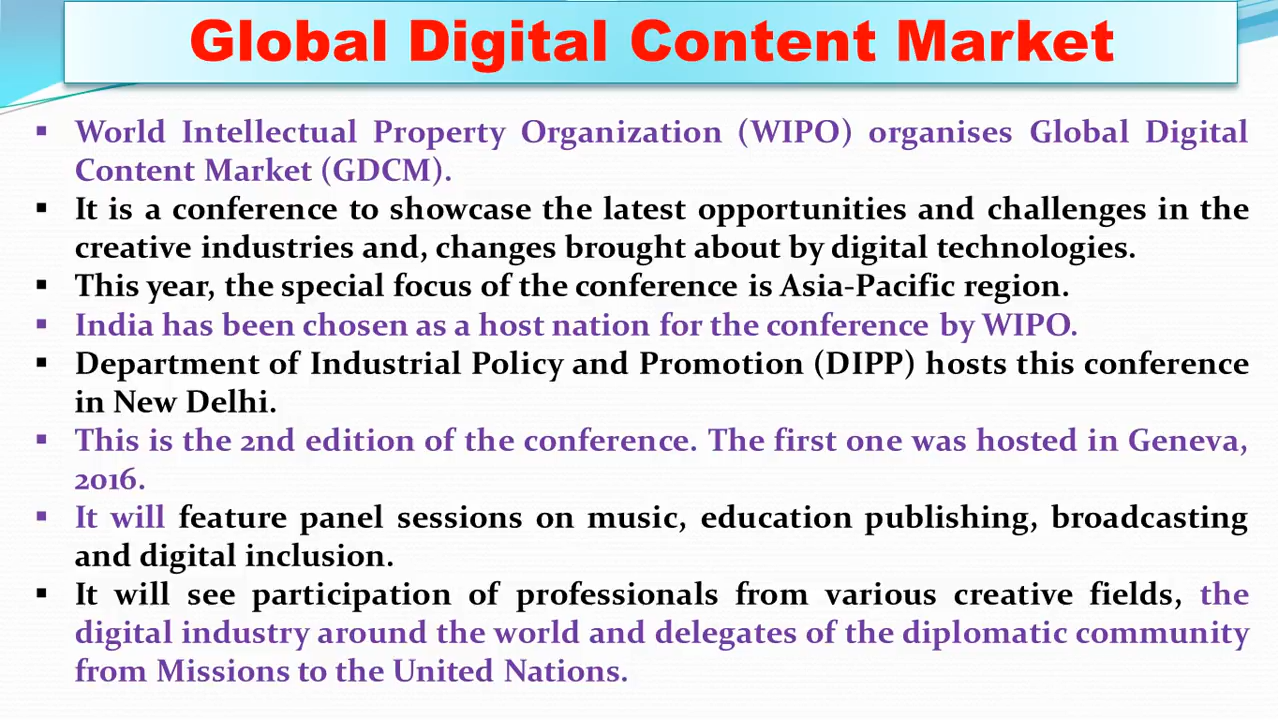 Global Digital Content Market
▪ World Intellectual Property Organization (WIPO) organises Global Digital
Content Market (GDCM).
▪ It is a conference to showcase the latest opportunities and challenges in the
creative industries and, changes brought about by digital technologies.
▪ This year, the special focus of the conference is Asia-Pacific region.
▪ India has been chosen as a host nation for the conference by WIPO.
▪ Department of Industrial Policy and Promotion (DIPP) hosts this conference
in New Delhi.
▪ This is the 2nd edition of the conference. The first one was hosted in Geneva,
2016.
▪ It will feature panel sessions on music, education publishing, broadcasting
and digital inclusion.
▪ It will see participation of professionals from various creative fields, the
digital industry around the world and delegates of the diplomatic community
from Missions to the United Nations.